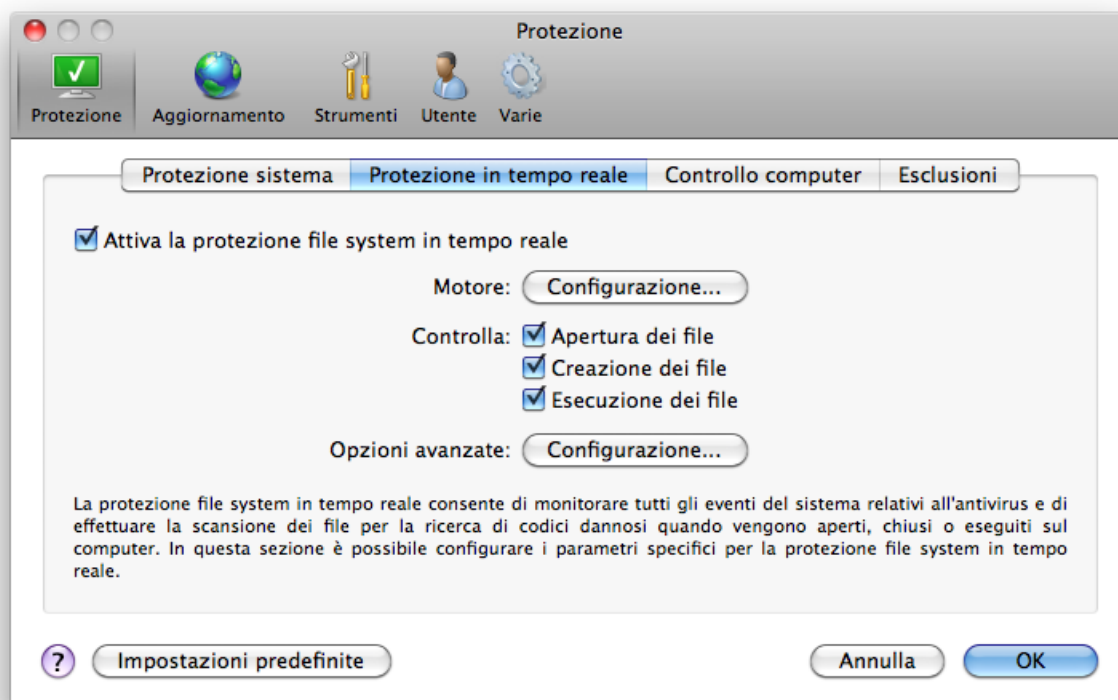 Protezione
Protezione Aggiornamento Strumenti Utente Varie
Protezione sistema Protezione in tempo reale Controllo computer Esclusioni
Attiva la protezione file system in tempo reale
Motore: Configurazione...
Controlla: Apertura dei file
Creazione dei file
Esecuzione dei file
Opzioni avanzate: Configurazione...
La protezione file system in tempo reale consente di monitorare tutti gli eventi del sistema relativi all'antivirus e di
effettuare la scansione dei file per la ricerca di codici dannosi quando vengono aperti, chiusi o eseguiti sul
computer. In questa sezione è possibile configurare i parametri specifici per la protezione file system in tempo
reale.
? Impostazioni predefinite Annulla OK